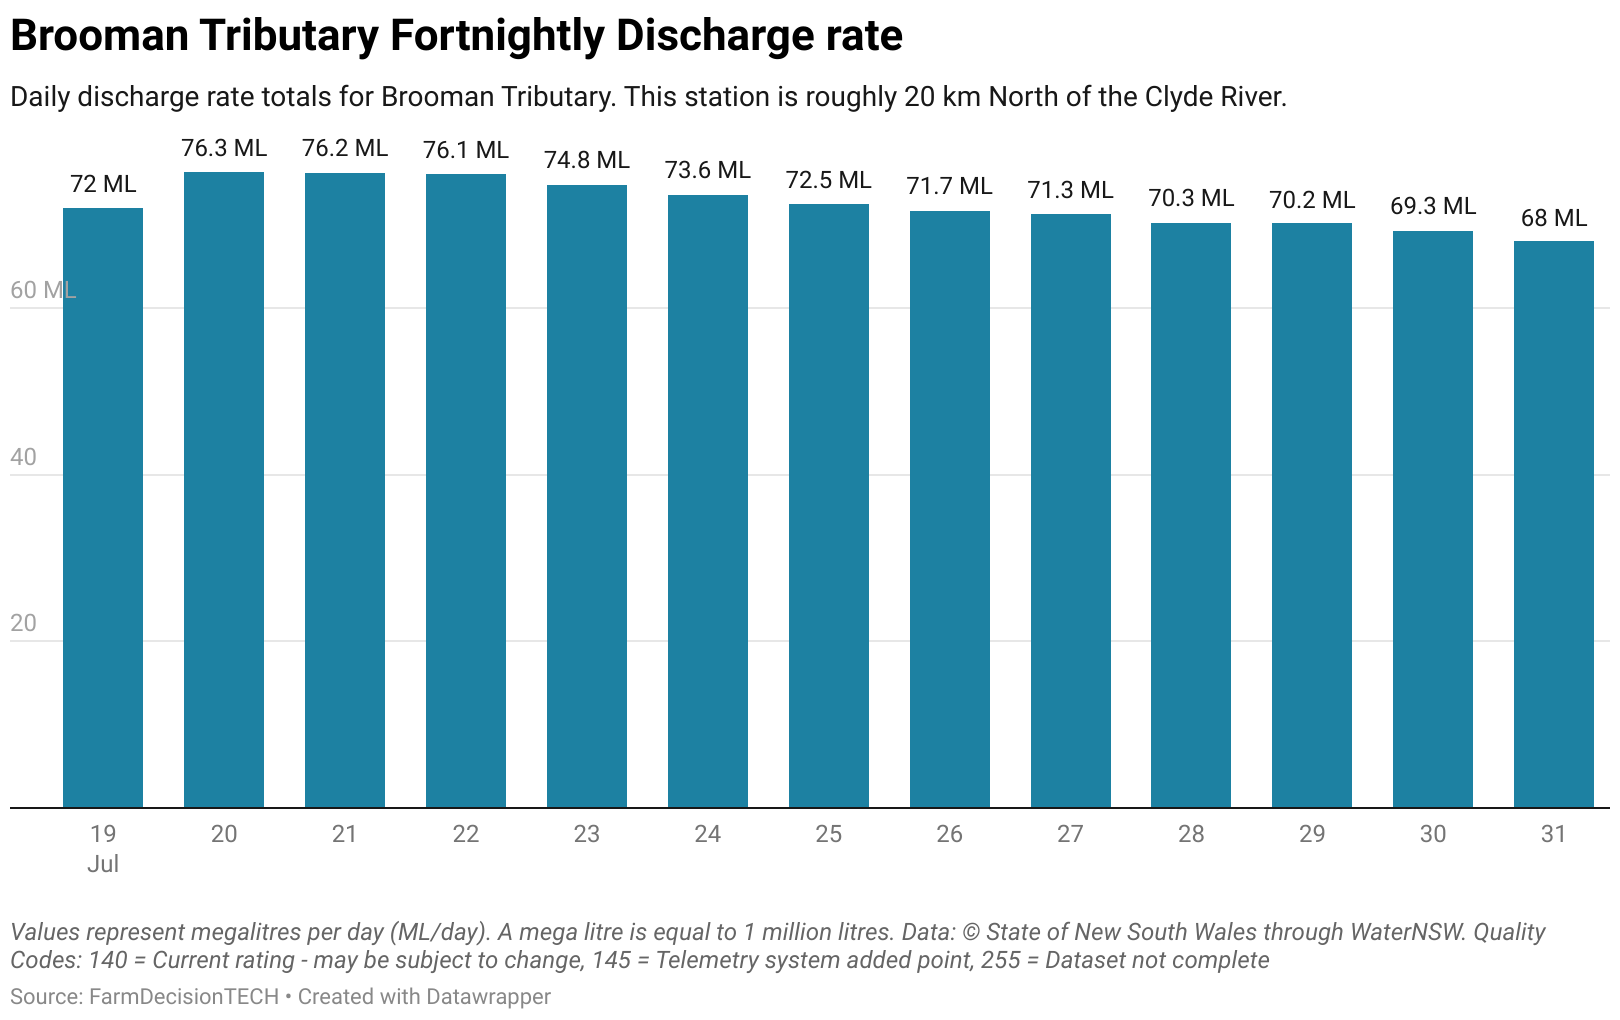 Brooman Tributary Fortnightly Discharge rate
Daily discharge rate totals for Brooman Tributary. This station is roughly 20 km North of the Clyde River.
72 ML
76.3 ML
76.2 ML
76.1 ML
74.8 ML
73.6 ML
72.5 ML
71.7 ML
71.3 ML
70.3 ML
70.2 ML
69.3 ML
68 ML
60 ML
40
20
19 20 21 22 23 24 25 26 27 28 29 30 31
Jul
Values represent megalitres per day (ML/day). A mega litre is equal to 1 million litres. Data: © State of New South Wales through WaterNSW. Quality
Codes: 140 = Current rating - may be subject to change, 145 = Telemetry system added point, 255 = Dataset not complete
Source: FarmDecisionTECH • Created with Datawrapper